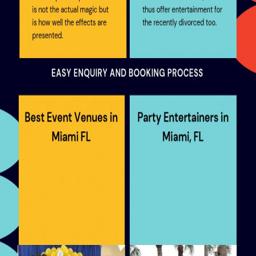 is not the actual magic but
is how well the effects are
presented.
thus offer entertainment for
the recently divorced too.
EASY ENQUIRY AND BOOKING PROCESS
Best Event Venues in
Miami FL
Party Entertainers in
Miami, FL